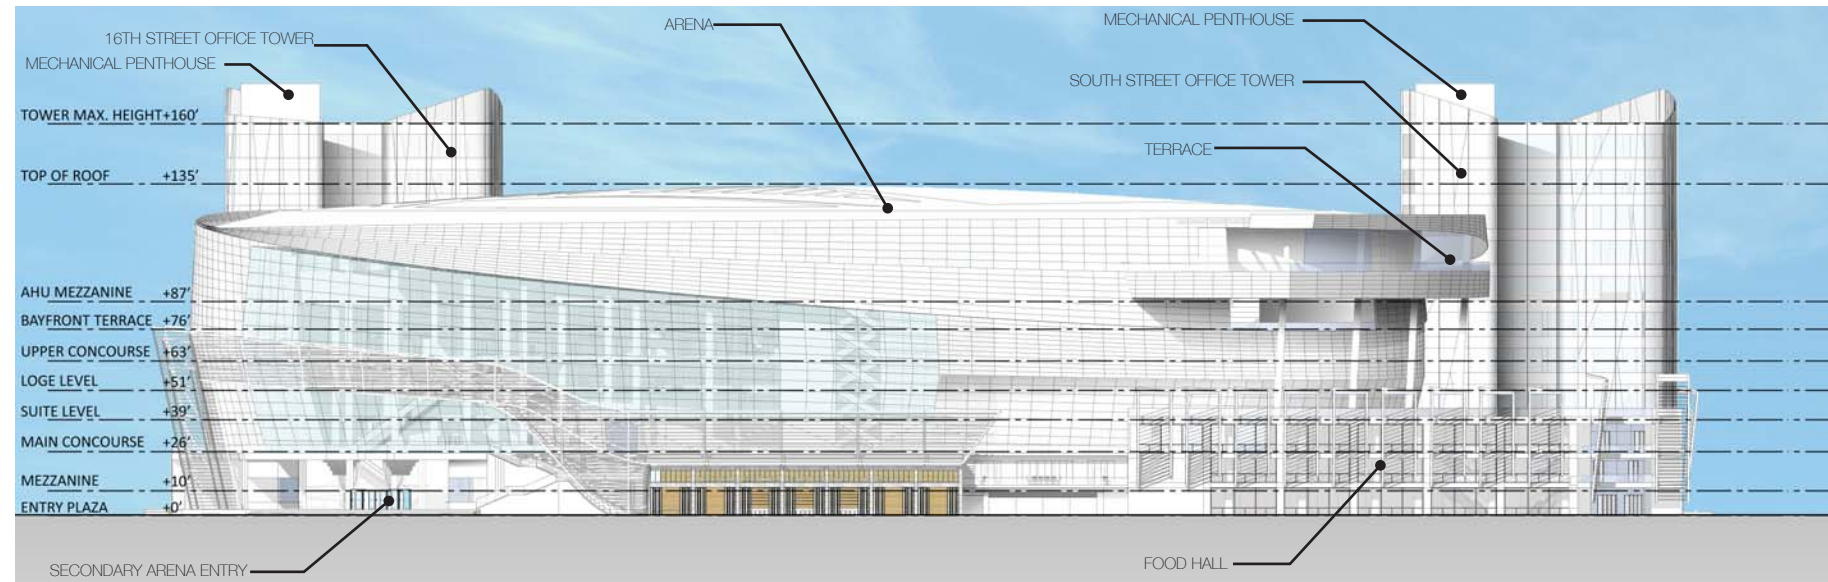 ARENA
MECHANICAL PENTHOUSE
16TH STREET OFFICE TOWER
MECHANICAL PENTHOUSE
SOUTH STREET OFFICE TOWER
TOWER MAX. HEIGHT +160'
TERRACE
TOP OF ROOF +135'
AHU MEZZANINE +87'
BAYFRONT TERRACE +76'
UPPER CONCOURSE +63'
LOGE LEVEL +51'
SUITE LEVEL +39'
MAIN CONCOURSE +26'
MEZZANINE +10'
ENTRY PLAZA +0'
SECONDARY ARENA ENTRY
FOOD HALL